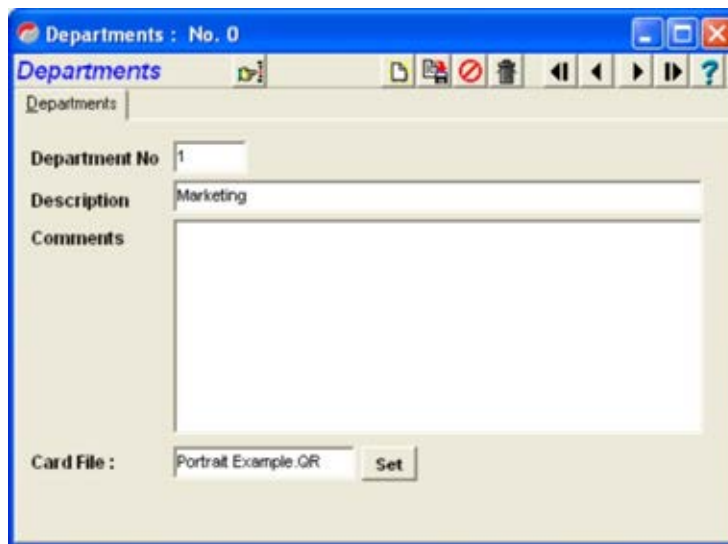 Departments : No. 0
Departments
?
Departments
Department No 1
Description Marketing
Comments
Card File : Portrait Example.QR Set